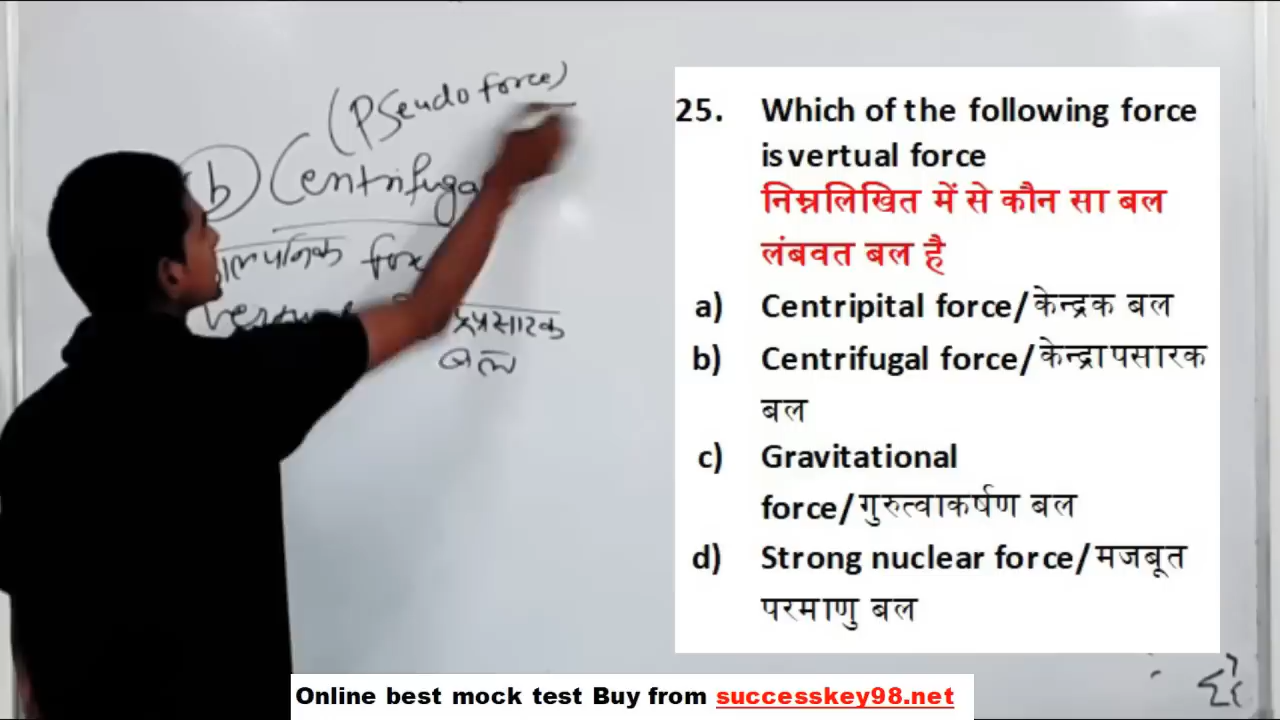 (Pseudo force)
(b) Centrifuga
force
बल
25. Which of the following force
is vertual force
निम्नलिखित में से कौन सा बल
लंबवत बल है
a) Centripital force/केन्द्रक बल
b) Centrifugal force/केन्द्रापसारक
बल
c) Gravitational
force/गुरुत्वाकर्षण बल
d) Strong nuclear force/मजबूत
परमाणु बल
Online best mock test Buy from successkey98.net